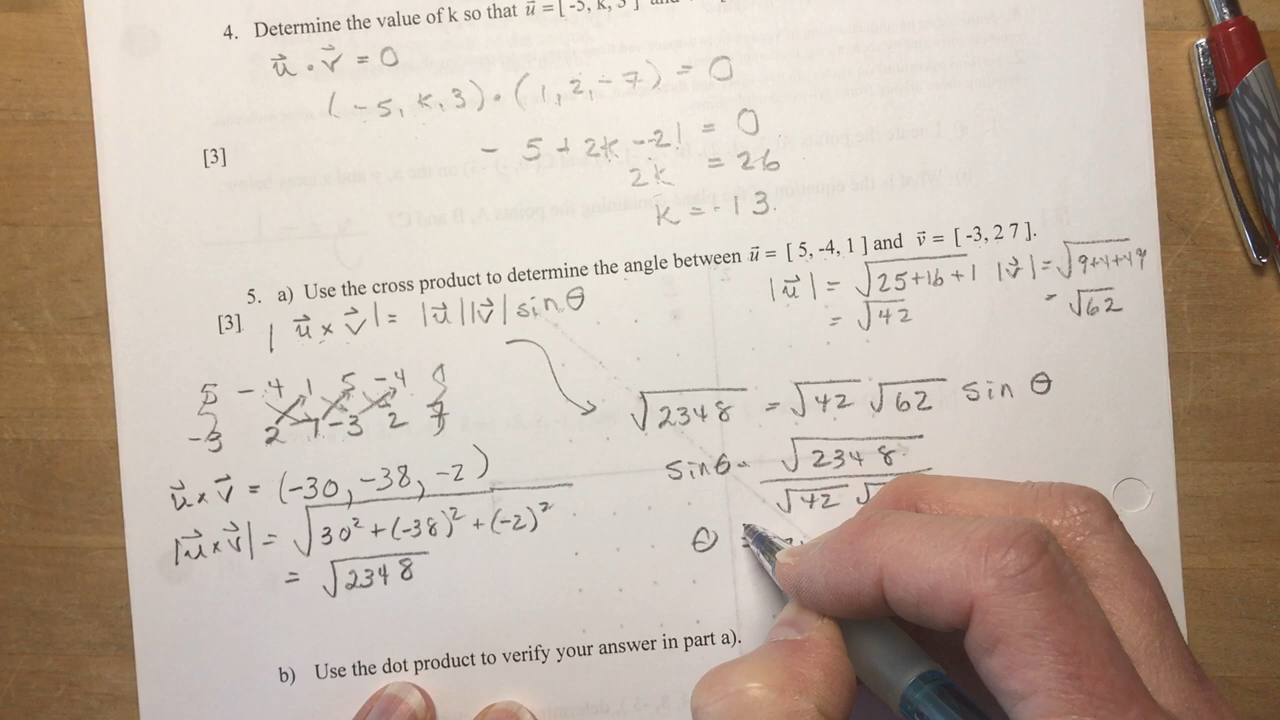 4. Determine the value of k so that u⃗ = [ -5, k, 3 ] and
u⃗ • v⃗ = 0
(-5, k, 3) • (1, 2, -7) = 0
- 5 + 2k - 21 = 0
[3]
2k = 26
k = 13.
5. a) Use the cross product to determine the angle between u⃗ = [ 5, -4, 1 ] and v⃗ = [ -3, 2 7 ].
[3]
|u⃗ x v⃗| = |u⃗||v⃗| sin θ
|u⃗| = √25+16+1
= √42
|v⃗| = √9+4+49
= √62
5 -4 1 5 -4
-3 2 7 -3 2
u⃗ x v⃗ = (-30, -38, -2)
|u⃗ x v⃗| = √30² + (-38)² + (-2)²
= √2348
√2348 = √42 √62 sin θ
sin θ = √2348
√42 √
θ =
b) Use the dot product to verify your answer in part a).